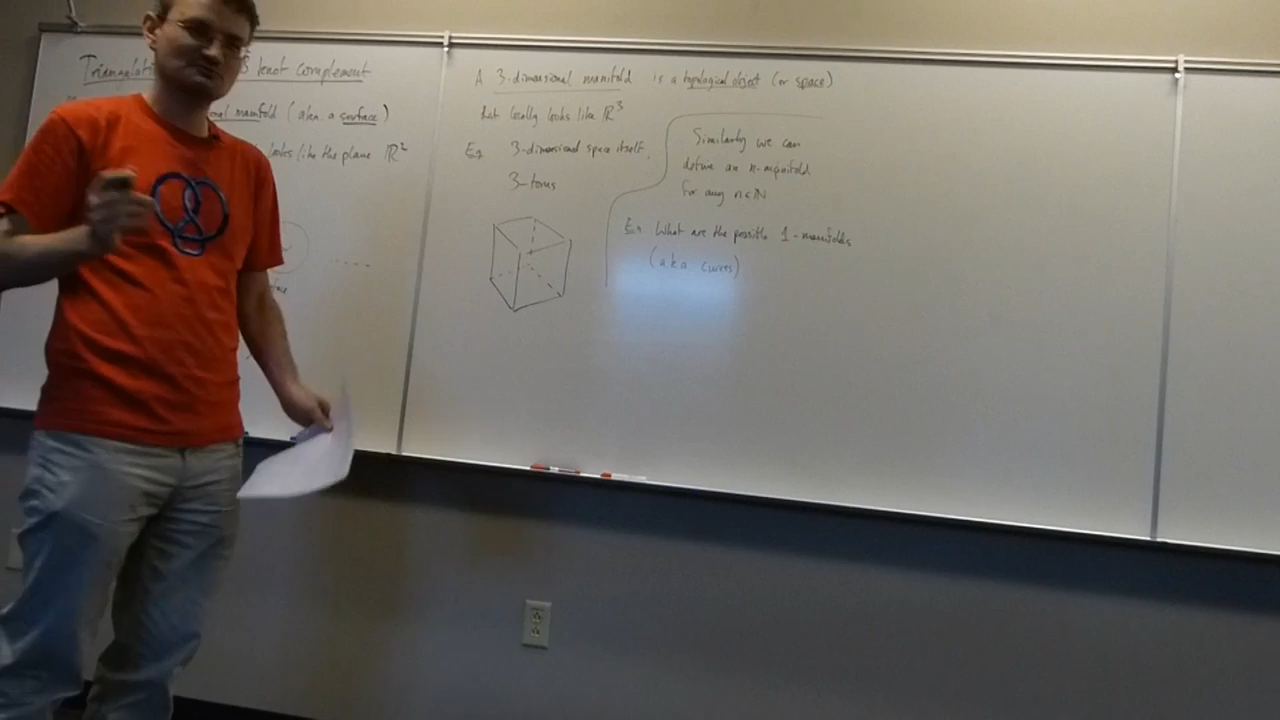 Triangulati
knot complement
onal manifold (aka a surface)
looks like the plane ℝ²
A 3-dimensional manifold is a topological object (or space)
that locally looks like ℝ³
Eg 3-dimensional space itself,
3-torus
Similarly we can
define an n-manifold
for any n∈ℕ
Ex What are the possible 1-manifolds
(aka curves)